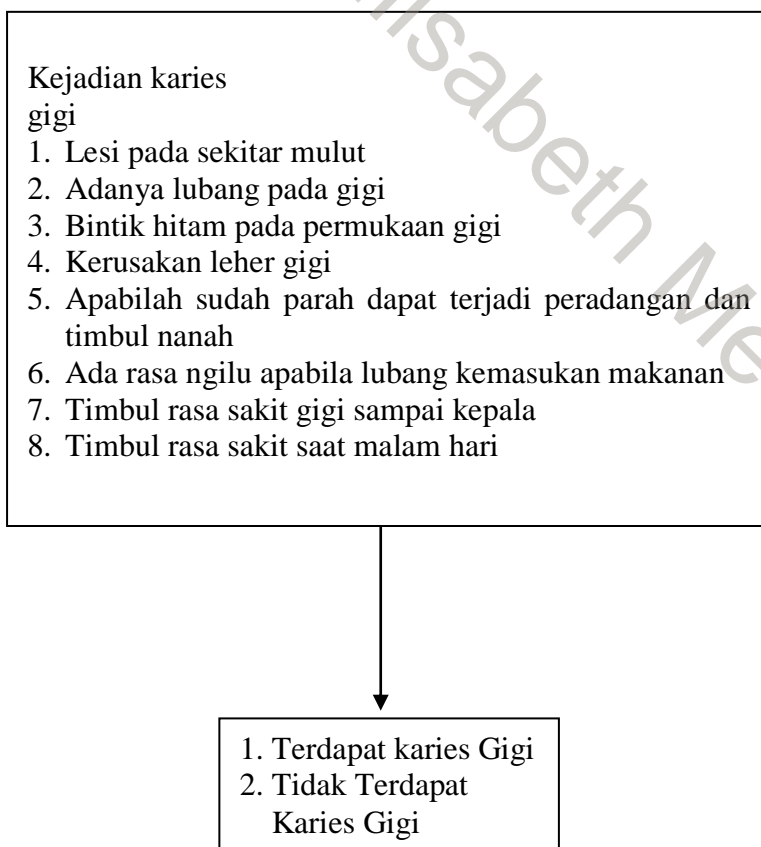 Kejadian karies
gigi
1. Lesi pada sekitar mulut
2. Adanya lubang pada gigi
3. Bintik hitam pada permukaan gigi
4. Kerusakan leher gigi
5. Apabilah sudah parah dapat terjadi peradangan dan
timbul nanah
6. Ada rasa ngilu apabila lubang kemasukan makanan
7. Timbul rasa sakit gigi sampai kepala
8. Timbul rasa sakit saat malam hari
1. Terdapat karies Gigi
2. Tidak Terdapat
Karies Gigi